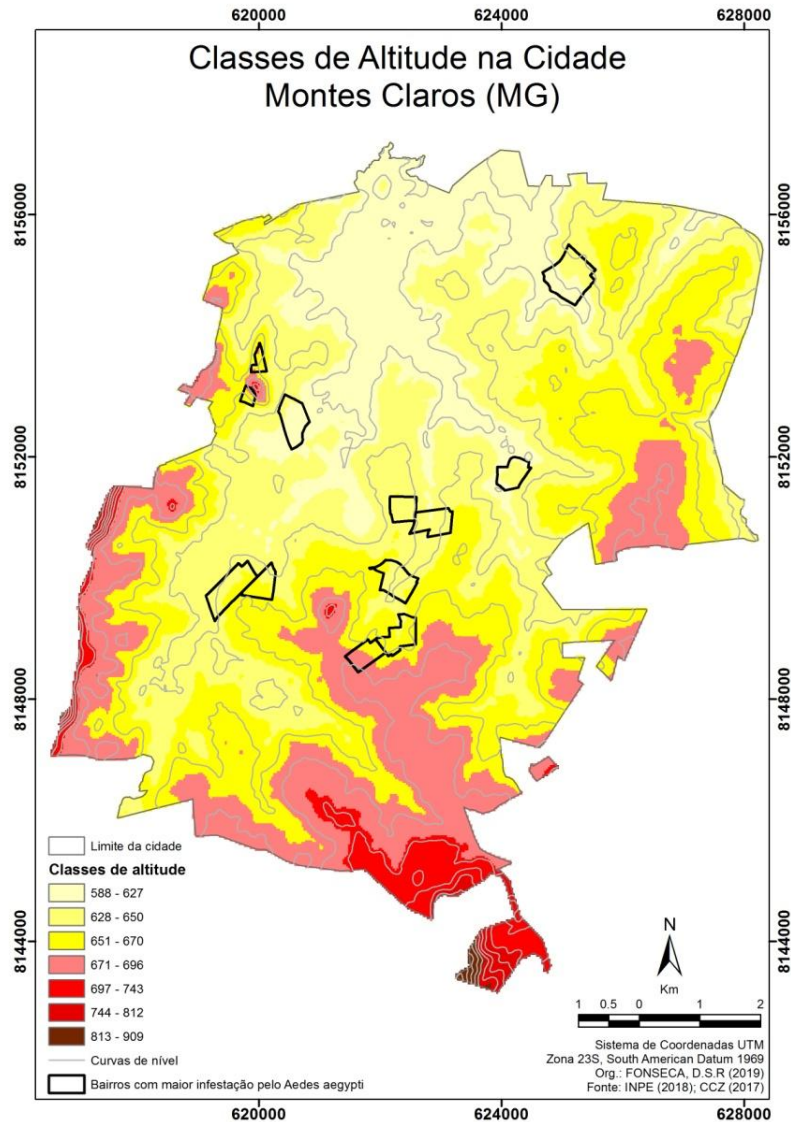 620000 624000 628000
Classes de Altitude na Cidade
Montes Claros (MG)
8156000 8156000
8152000 8152000
8148000 8148000
8144000 8144000
Limite da cidade
Classes de altitude
588 - 627
628 - 650
651 - 670
671 - 696
697 - 743
744 - 812
813 - 909
Curvas de nível
Bairros com maior infestação pelo Aedes aegypti
N
Km
1 0.5 0 1 2
Sistema de Coordenadas UTM
Zona 23S, South American Datum 1969
Org.: FONSECA, D.S.R (2019)
Fonte: INPE (2018); CCZ (2017)
620000 624000 628000